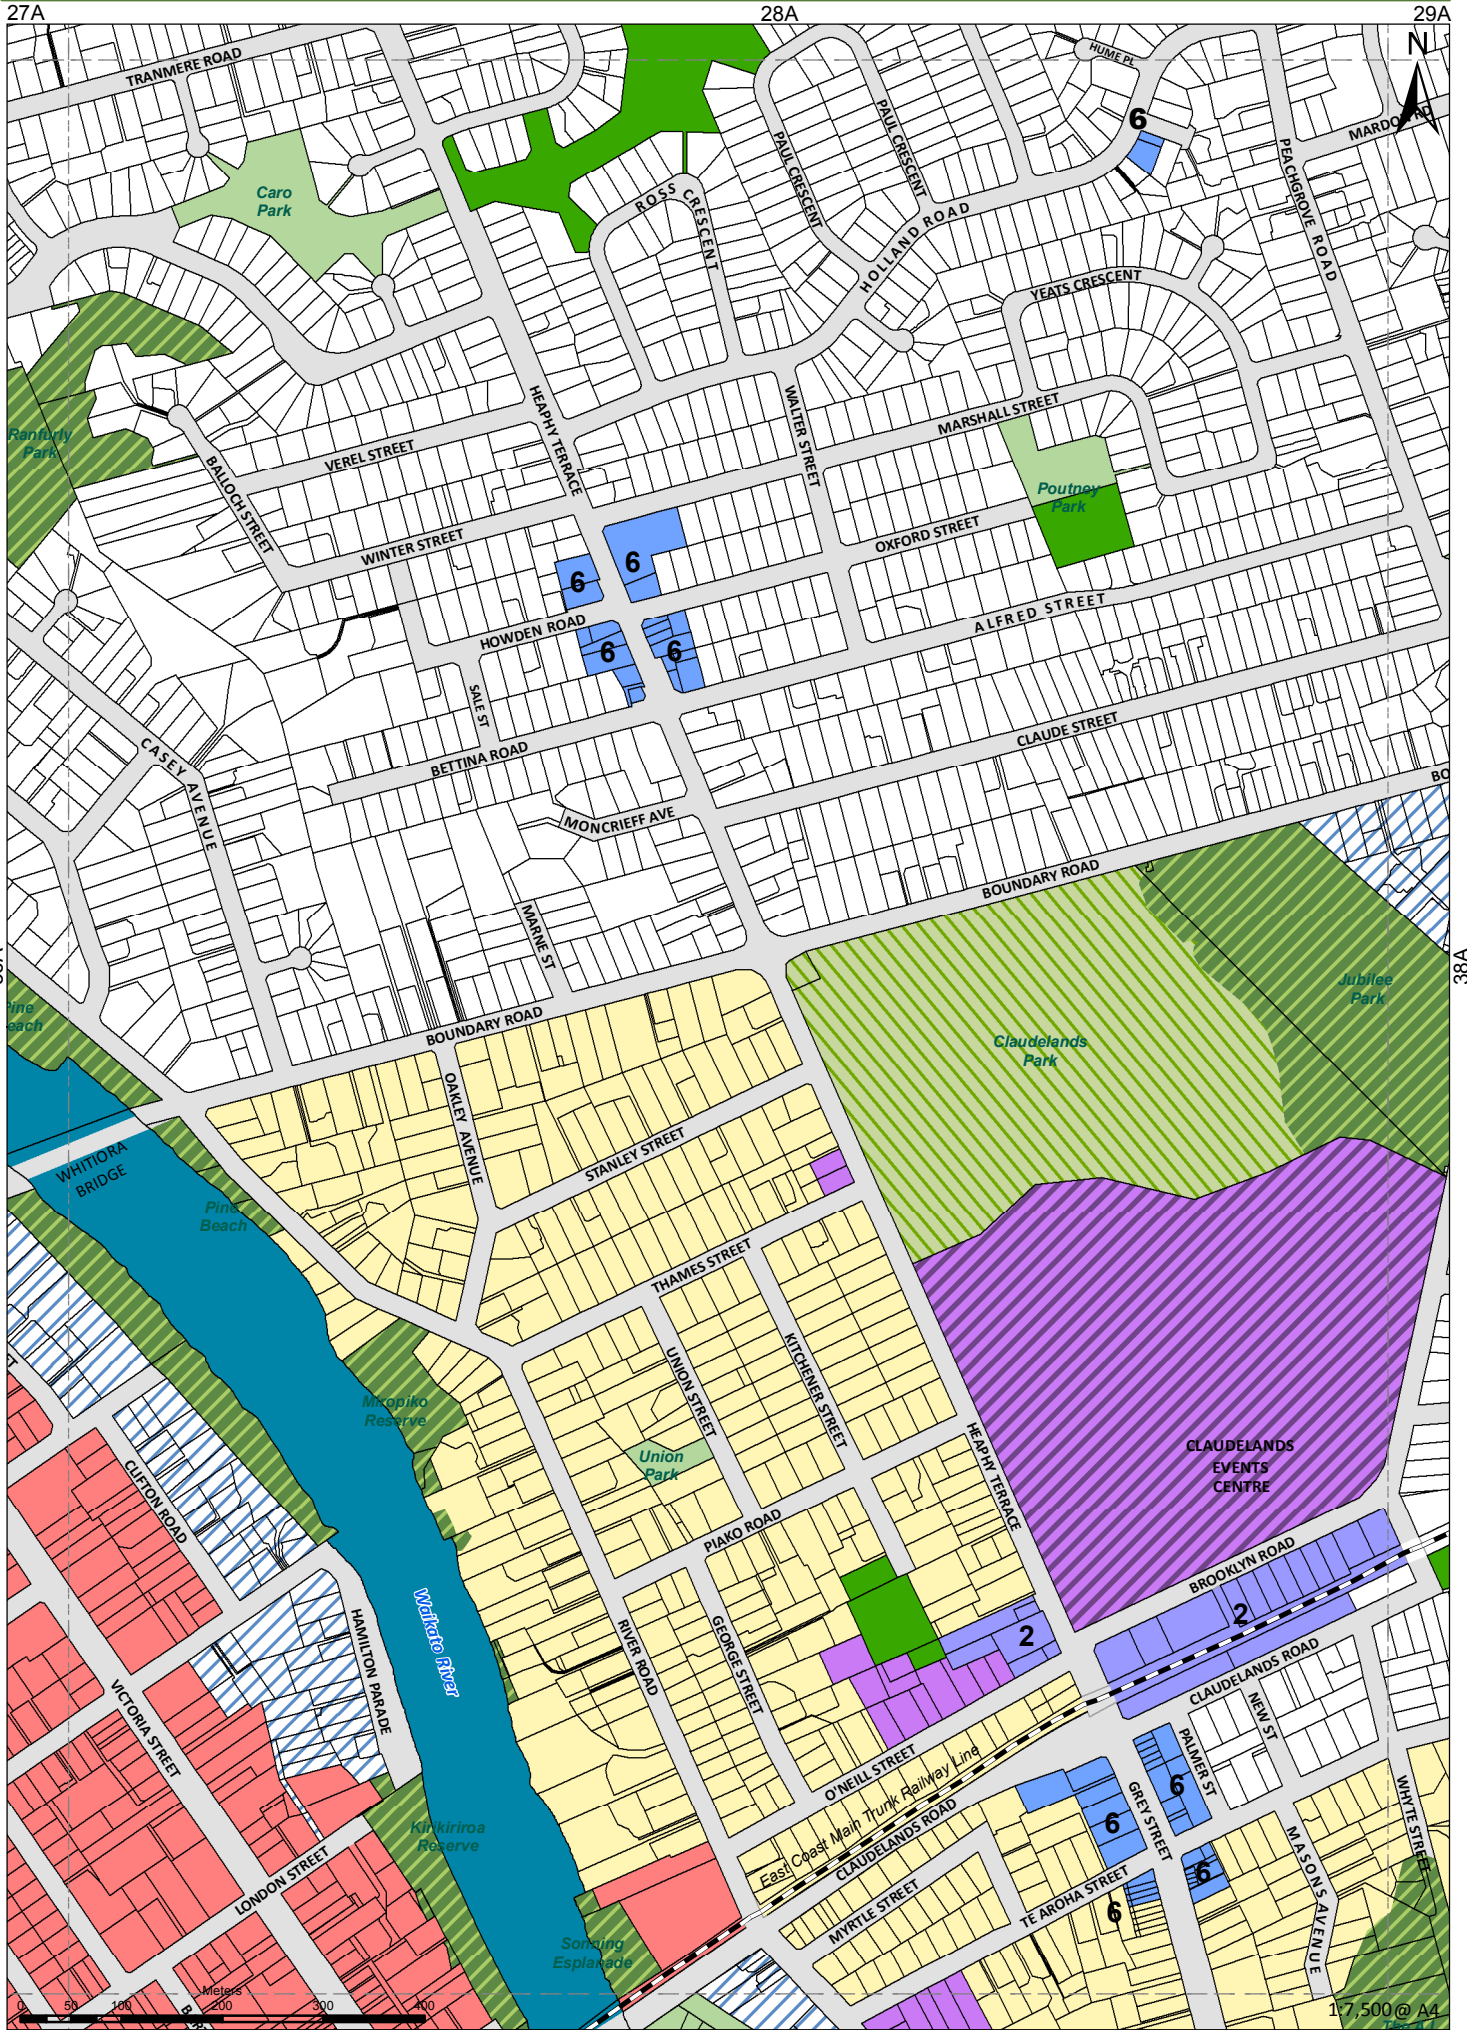 27A
28A
29A
N
TRANMERE ROAD
HUME PL
6
MARDON RD
PAUL CRESCENT
PAUL CRESCENT
PEACHGROVE ROAD
Caro
Park
ROSS CRESCENT
HOLLAND ROAD
YEATS CRESCENT
HEAPHY TERRACE
WALTER STREET
MARSHALL STREET
Ranfurly
Park
VEREL STREET
BALLOCH STREET
Poutney
Park
WINTER STREET
OXFORD STREET
6
6
HOWDEN ROAD
ALFRED STREET
6
6
SALE ST
CASEY AVENUE
BETTINA ROAD
CLAUDE STREET
MONCRIEFF AVE
BO
BOUNDARY ROAD
MARNE ST
38A
Jubilee
Park
Pine
each
BOUNDARY ROAD
Claudelands
Park
OAKLEY AVENUE
WHITIORA
BRIDGE
STANLEY STREET
Pine
Beach
THAMES STREET
UNION STREET
KITCHENER STREET
Miropiko
Reserve
HEAPHY TERRACE
CLAUDELANDS
EVENTS
CENTRE
Union
Park
CLIFTON ROAD
PIAKO ROAD
BROOKLYN ROAD
HAMILTON PARADE
Waikato River
RIVER ROAD
GEORGE STREET
2
2
CLAUDELANDS ROAD
VICTORIA STREET
NEW ST
PALMER ST
O'NEILL STREET
East Coast Main Trunk Railway Line
CLAUDELANDS ROAD
6
6
GREY STREET
WHYTE STREET
Kirikiriroa
Reserve
MASONS AVENUE
LONDON STREET
MYRTLE STREET
TE AROHA STREET
6
6
Sonning
Esplanade
Meters
0 50 100 200 300 400
1:7,500 @ A4